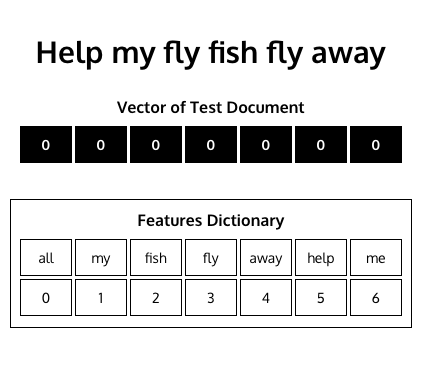 Help my fly fish fly away
Vector of Test Document
0 0 0 0 0 0 0
Features Dictionary
all my fish fly away help me
0 1 2 3 4 5 6